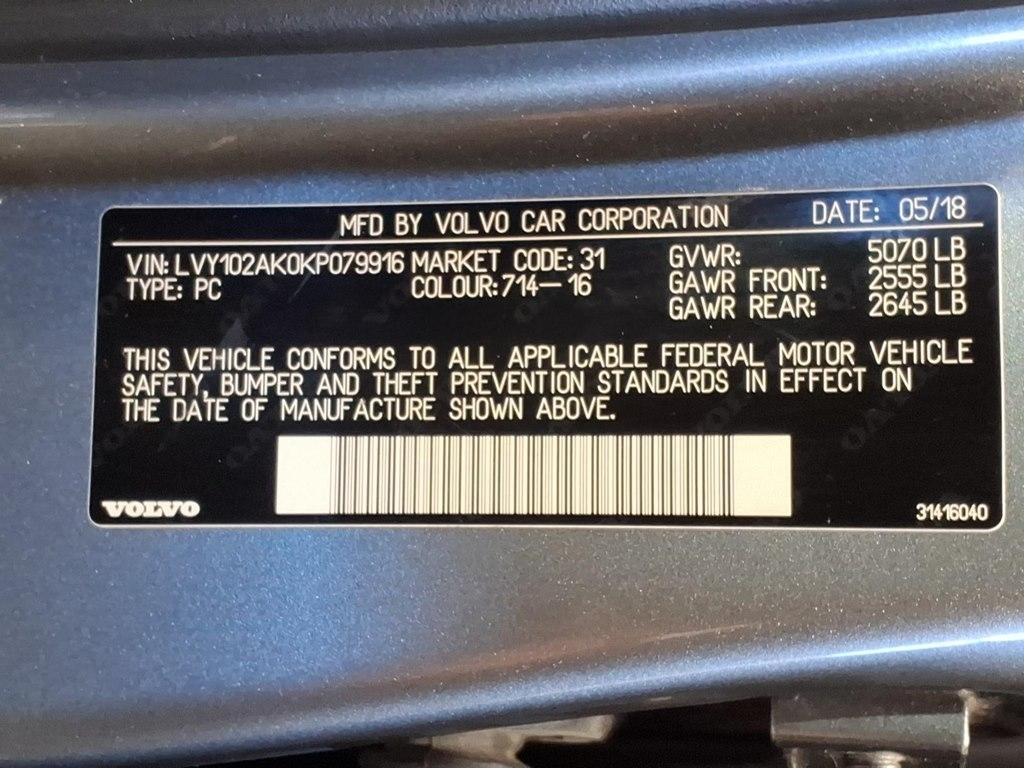 MFD BY VOLVO CAR CORPORATION DATE: 05/18
VIN: LVY102AK0KP079916 MARKET CODE: 31 GVWR: 5070 LB
TYPE: PC COLOUR: 714-16 GAWR FRONT: 2555 LB
GAWR REAR: 2645 LB
THIS VEHICLE CONFORMS TO ALL APPLICABLE FEDERAL MOTOR VEHICLE
SAFETY, BUMPER AND THEFT PREVENTION STANDARDS IN EFFECT ON
THE DATE OF MANUFACTURE SHOWN ABOVE.
VOLVO 31416040